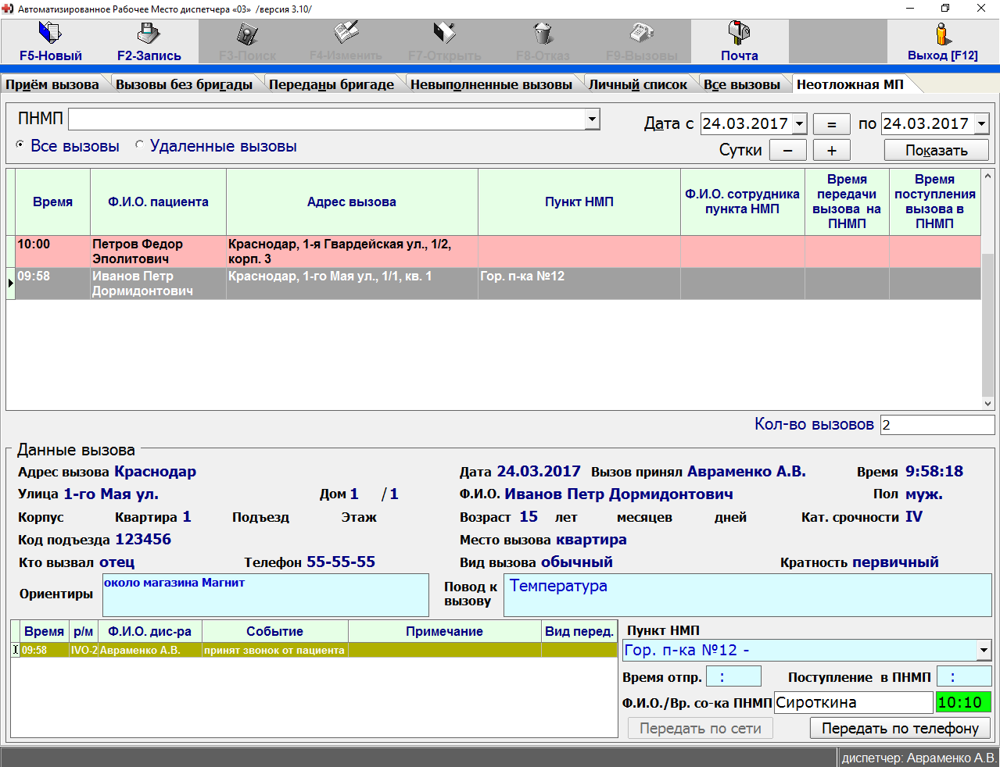 Автоматизированное Рабочее Место диспетчера «03» /версия 3.10/
F5-Новый F2-Запись F3-Поиск F4-Изменить F7-Открыть F8-Отказ F9-Вызовы Почта Выход [F12]
Приём вызова Вызовы без бригады Переданы бригаде Невыполненные вызовы Личный список Все вызовы Неотложная МП
ПНМП Дата с 24.03.2017 = по 24.03.2017
Все вызовы Удаленные вызовы Сутки − + Показать
Время Ф.И.О. пациента Адрес вызова Пункт НМП Ф.И.О. сотрудника пункта НМП Время передачи вызова на ПНМП Время поступления вызова в ПНМП
10:00 Петров Федор Эполитович Краснодар, 1-я Гвардейская ул., 1/2, корп. 3
09:58 Иванов Петр Дормидонтович Краснодар, 1-го Мая ул., 1/1, кв. 1 Гор. п-ка №12
Кол-во вызовов 2
Данные вызова
Адрес вызова Краснодар Дата 24.03.2017 Вызов принял Авраменко А.В. Время 9:58:18
Улица 1-го Мая ул. Дом 1 / 1 Ф.И.О. Иванов Петр Дормидонтович Пол муж.
Корпус Квартира 1 Подъезд Этаж Возраст 15 лет месяцев дней Кат. срочности IV
Код подъезда 123456 Место вызова квартира
Кто вызвал отец Телефон 55-55-55 Вид вызова обычный Кратность первичный
Ориентиры около магазина Магнит Повод к вызову Температура
Время р/м Ф.И.О. дис-ра Событие Примечание Вид перед.
09:58 IVO-2 Авраменко А.В. принят звонок от пациента
Пункт НМП
Гор. п-ка №12 -
Время отпр. : Поступление в ПНМП :
Ф.И.О./Вр. со-ка ПНМП Сироткина 10:10
Передать по сети Передать по телефону
диспетчер: Авраменко А.В.